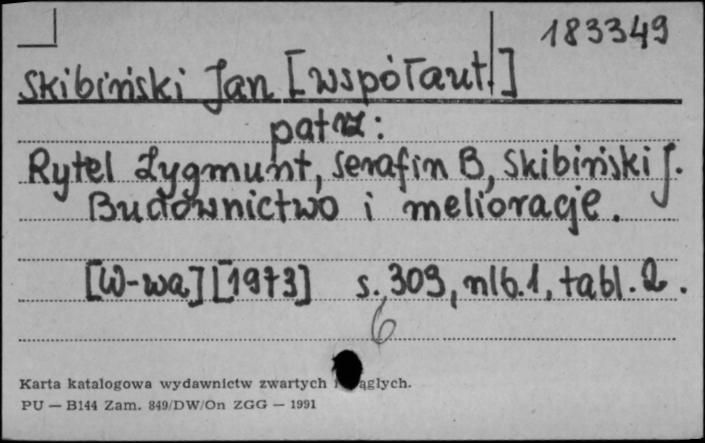 183349
Skibiński Jan [współaut.]
patrz:
Rytel Zygmunt, Serafin B, Skibiński J.
Budownictwo i melioracje.
[W-wa] [1973] s. 309, nlb. 1, tabl. 2.
6
Karta katalogowa wydawnictw zwartych i ciągłych.
PU — B144 Zam. 849/DW/On ZGG — 1991